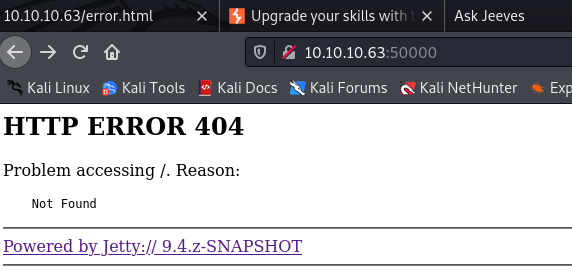 10.10.10.63/error.html
Upgrade your skills with t
Ask Jeeves
10.10.10.63:50000
Kali Linux
Kali Tools
Kali Docs
Kali Forums
Kali NetHunter
Exp
HTTP ERROR 404
Problem accessing /. Reason:
Not Found
Powered by Jetty:// 9.4.z-SNAPSHOT